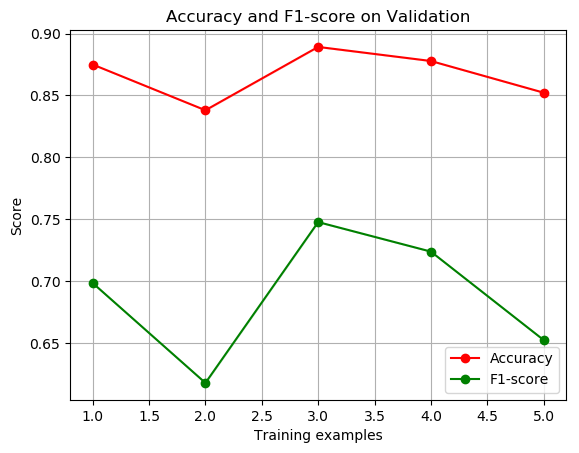 Accuracy and F1-score on Validation
0.90
0.85
0.80
0.75
0.70
0.65
Score
1.0 1.5 2.0 2.5 3.0 3.5 4.0 4.5 5.0
Training examples
Accuracy
F1-score